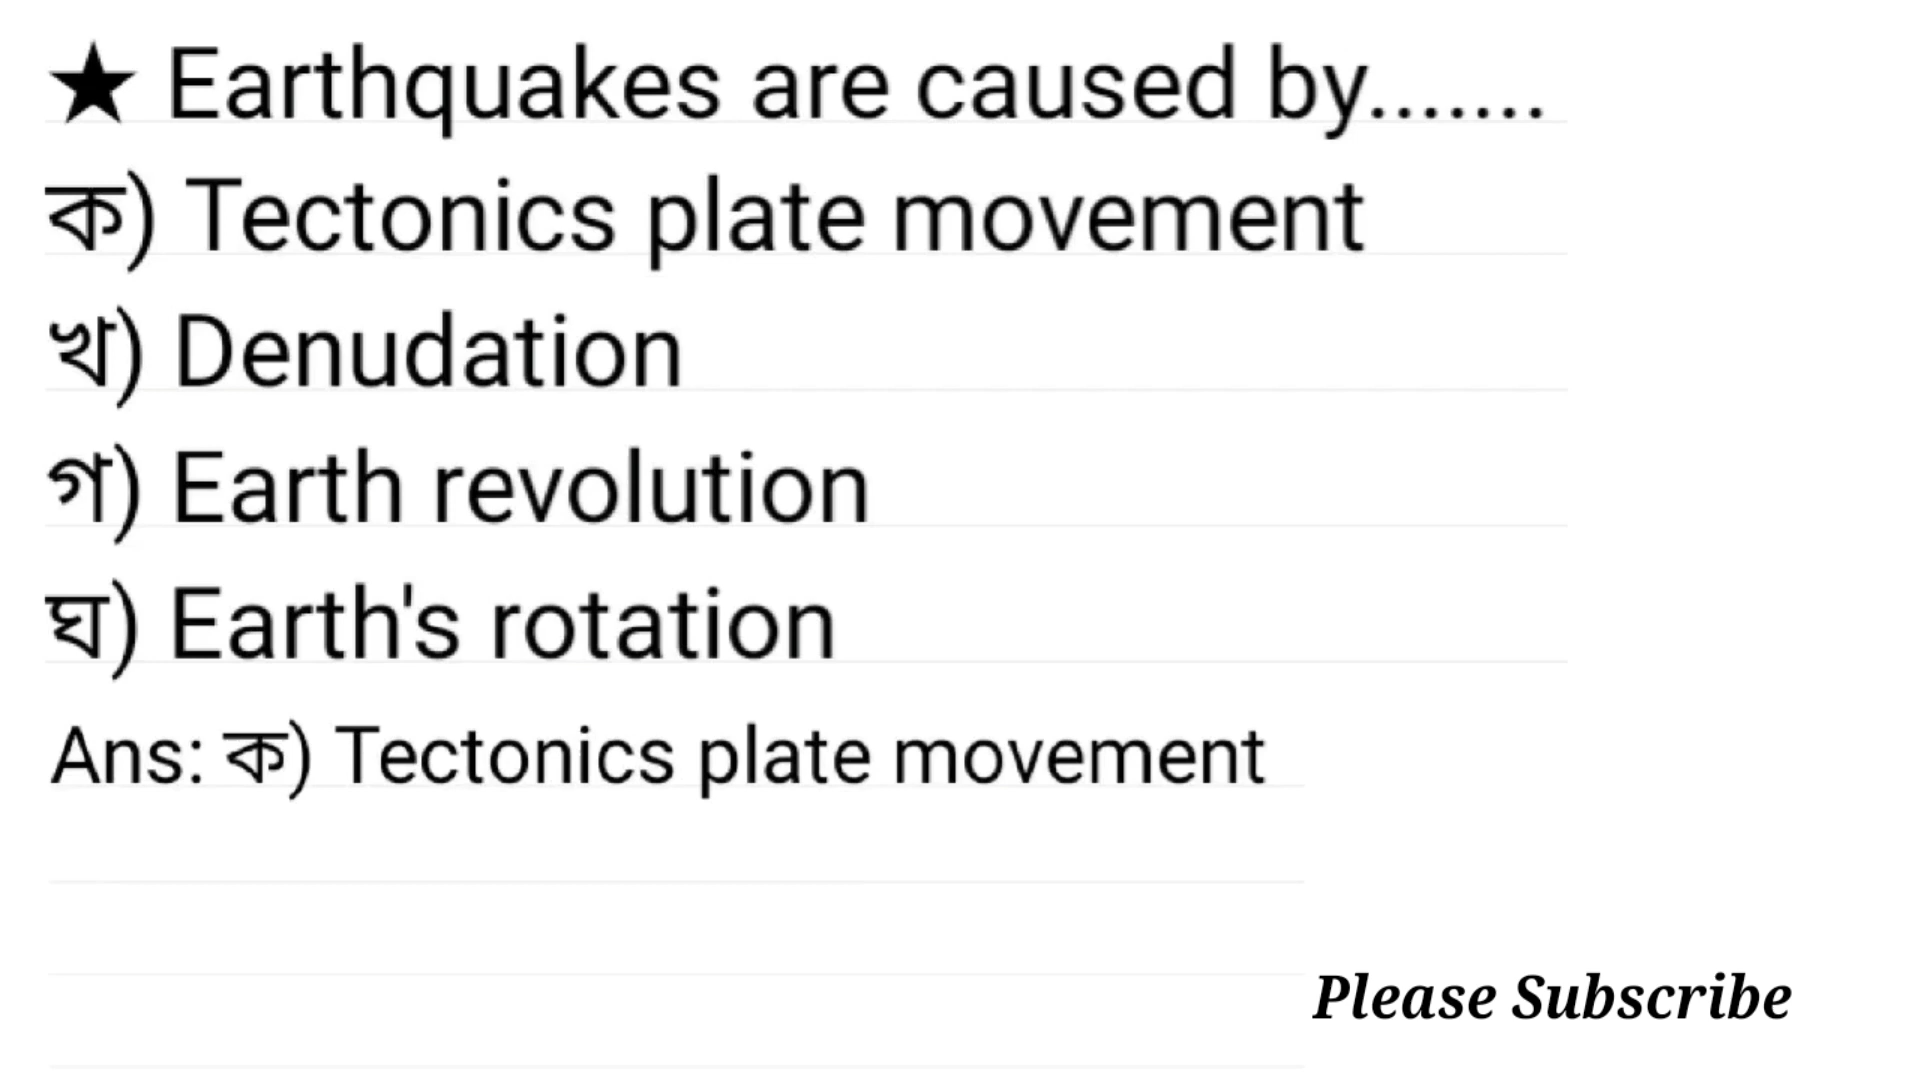 ★ Earthquakes are caused by.......
ক) Tectonics plate movement
খ) Denudation
গ) Earth revolution
ঘ) Earth's rotation
Ans: ক) Tectonics plate movement
Please Subscribe